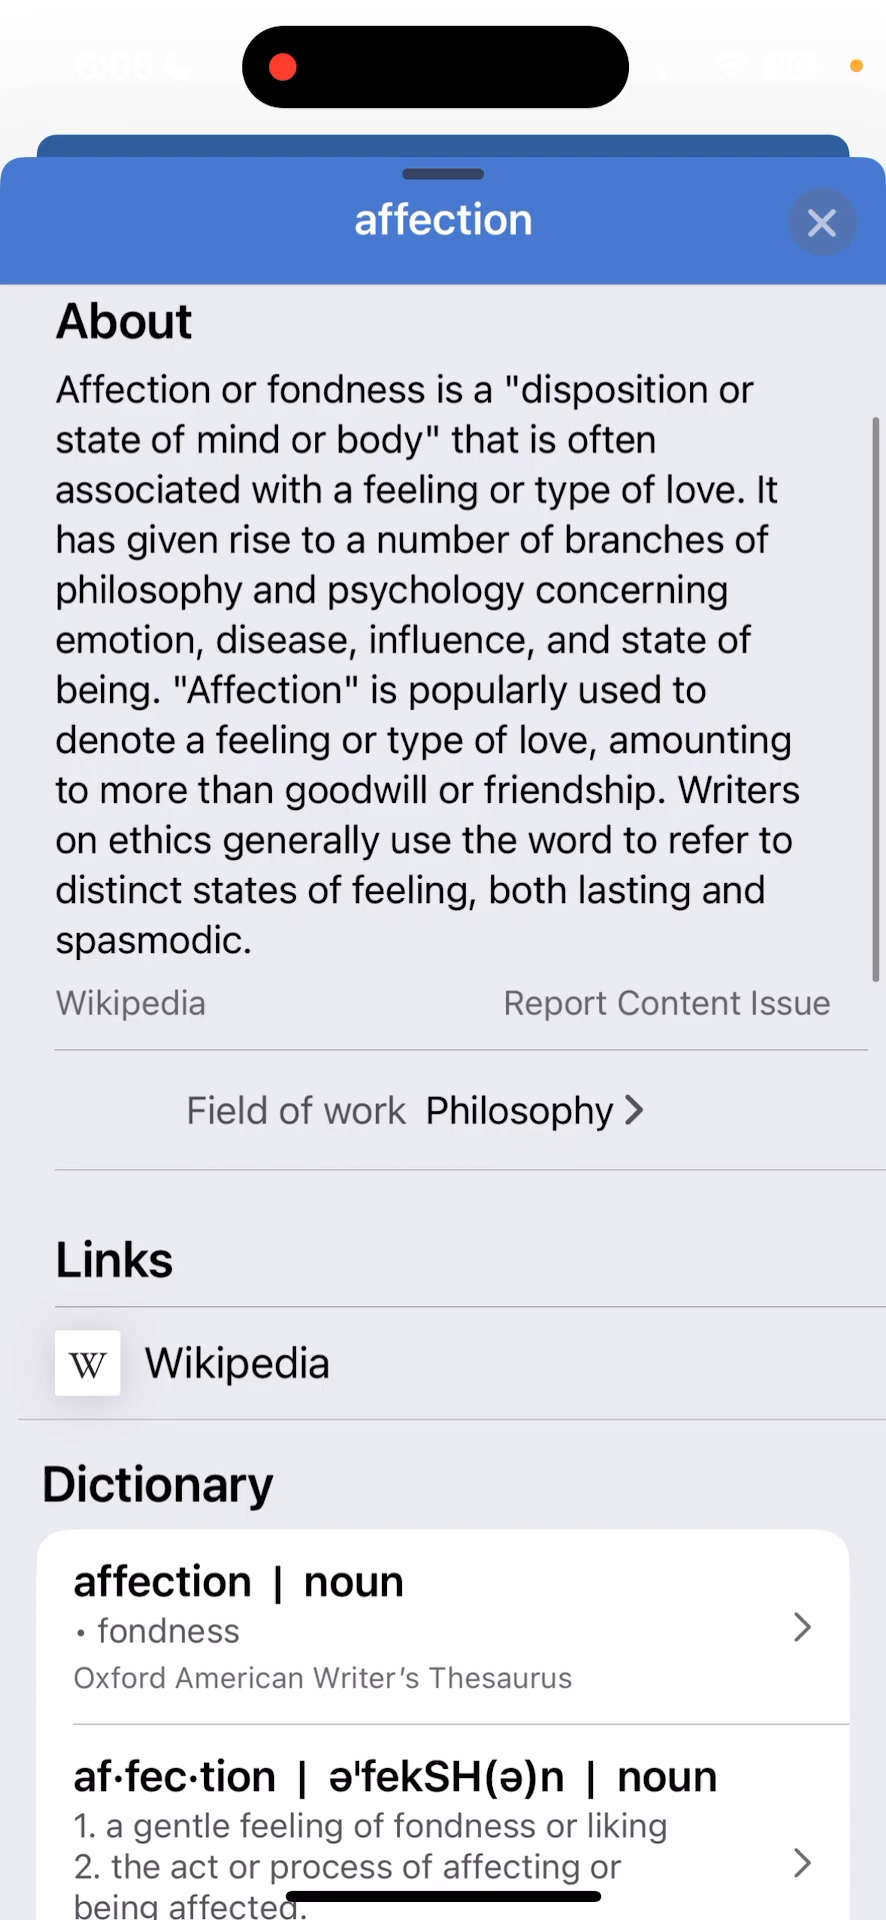 6:06
affection
About
Affection or fondness is a "disposition or
state of mind or body" that is often
associated with a feeling or type of love. It
has given rise to a number of branches of
philosophy and psychology concerning
emotion, disease, influence, and state of
being. "Affection" is popularly used to
denote a feeling or type of love, amounting
to more than goodwill or friendship. Writers
on ethics generally use the word to refer to
distinct states of feeling, both lasting and
spasmodic.
Wikipedia Report Content Issue
Field of work Philosophy
Links
W Wikipedia
Dictionary
affection | noun
• fondness
Oxford American Writer’s Thesaurus
af·fec·tion | ə'fekSH(ə)n | noun
1. a gentle feeling of fondness or liking
2. the act or process of affecting or
being affected.